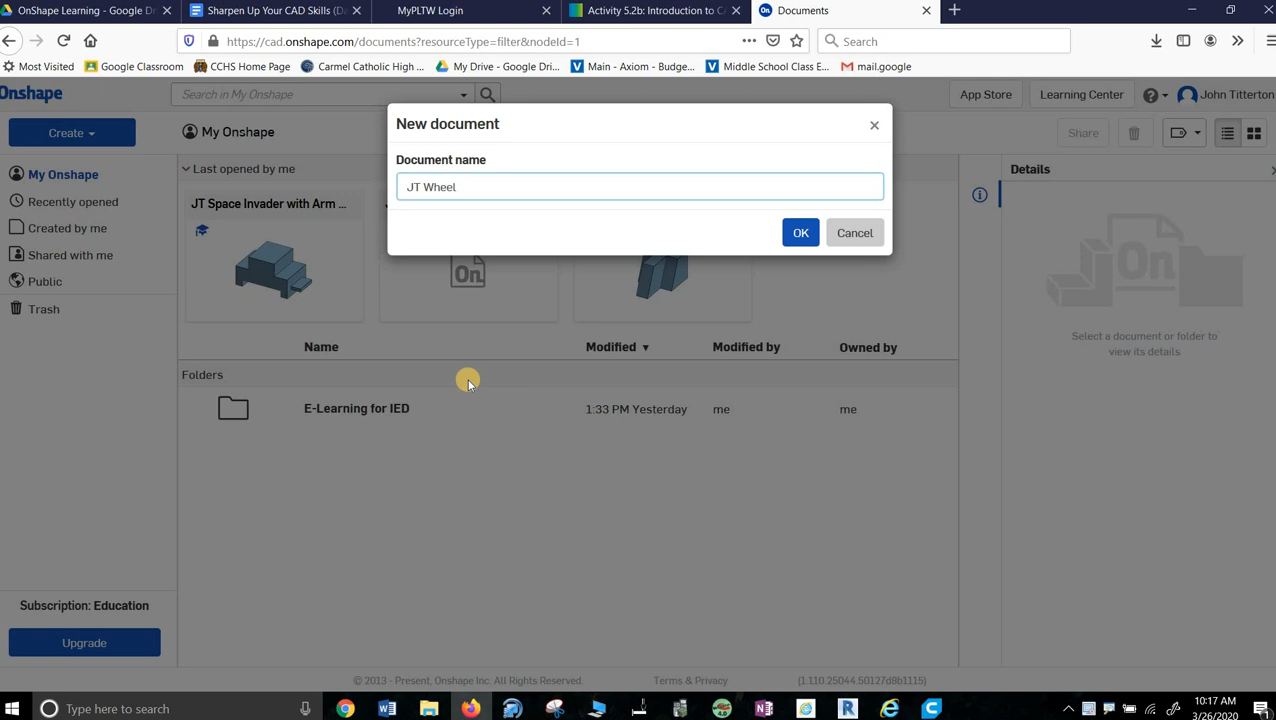 OnShape Learning - Google Dr
Sharpen Up Your CAD Skills (Da
MyPLTW Login
Activity 5.2b: Introduction to CA
Documents
https://cad.onshape.com/documents?resourceType=filter&nodeId=1
Search
Most Visited
Google Classroom
CCHS Home Page
Carmel Catholic High ...
My Drive - Google Dri...
Main - Axiom - Budge...
Middle School Class E...
mail.google
Onshape
Search in My Onshape
App Store
Learning Center
John Titterton
Create
My Onshape
Share
New document
Document name
JT Wheel
OK
Cancel
My Onshape
Recently opened
Created by me
Shared with me
Public
Trash
Last opened by me
JT Space Invader with Arm ...
On
Details
On
Select a document or folder to
view its details
Name
Modified
Modified by
Owned by
Folders
E-Learning for IED
1:33 PM Yesterday
me
me
Subscription: Education
Upgrade
© 2013 - Present, Onshape Inc. All Rights Reserved.
Terms & Privacy
(1.110.25044.50127d8b1115)
Type here to search
10:17 AM
3/26/2020